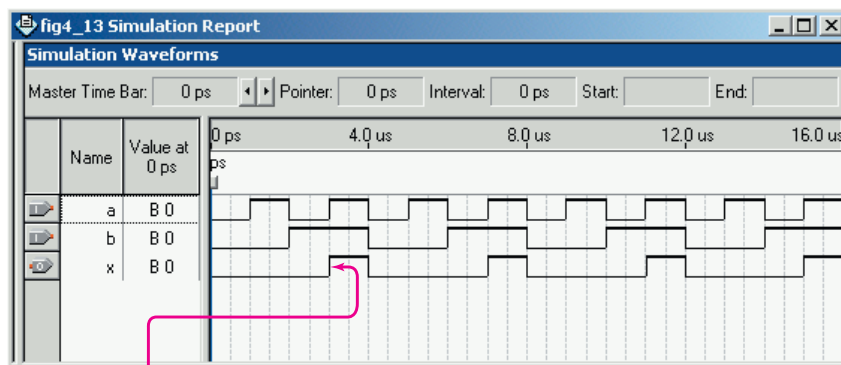 fig4_13 Simulation Report
Simulation Waveforms
Master Time Bar: 0 ps Pointer: 0 ps Interval: 0 ps Start: End:
Name
Value at
0 ps
0 ps 4.0 us 8.0 us 12.0 us 16.0 us
ps
a B 0
b B 0
x B 0